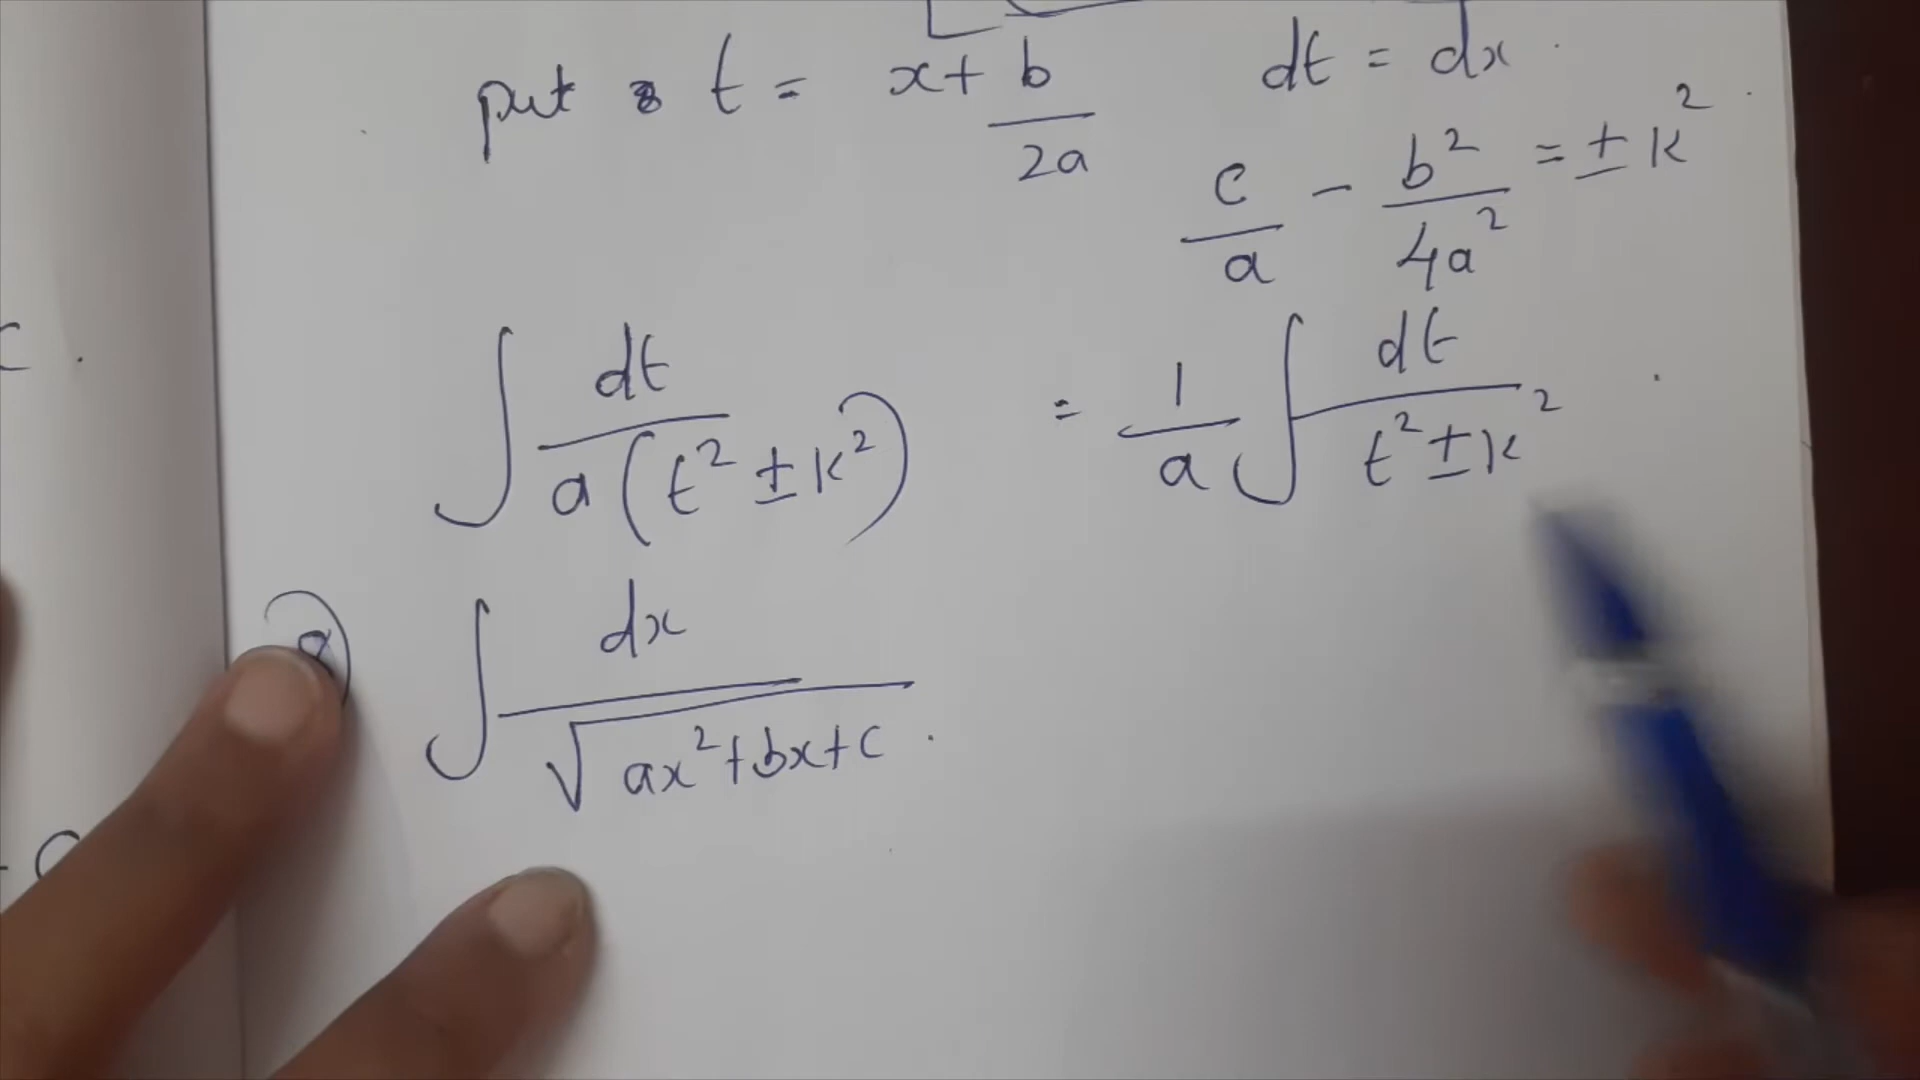 put t = x + b/2a dt = dx.
c/a - b²/4a² = ± k².
∫ dt / a(t² ± k²) = 1/a ∫ dt / t² ± k².
∫ dx / √ax²+bx+c.